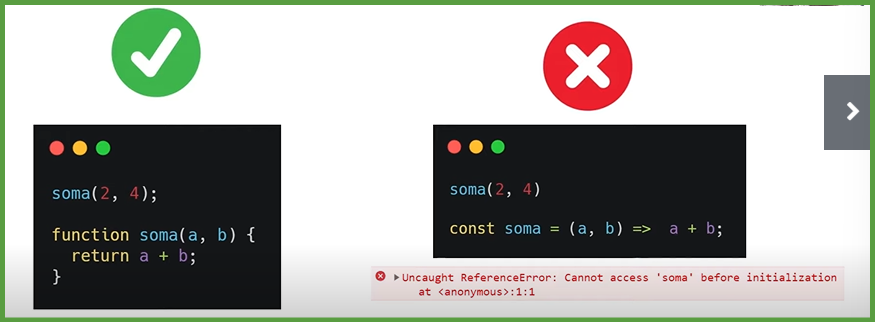 soma(2, 4);
function soma(a, b) {
  return a + b;
}
soma(2, 4)
const soma = (a, b) =>  a + b;
Uncaught ReferenceError: Cannot access 'soma' before initialization
    at <anonymous>:1:1